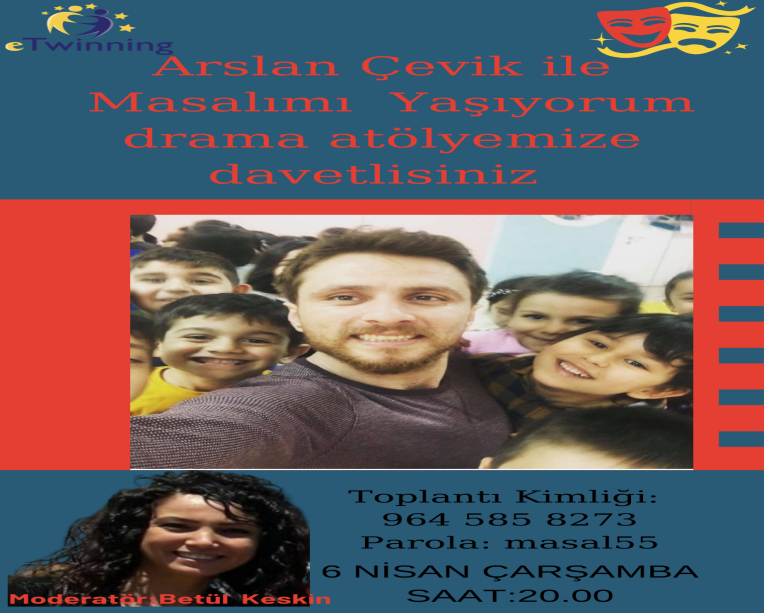 eTwinning
Arslan Çevik ile
Masalımı Yaşıyorum
drama atölyemize
davetlisiniz
Toplantı Kimliği:
964 585 8273
Parola: masal55
6 NİSAN ÇARŞAMBA
SAAT:20.00
Moderatör:Betül Keskin